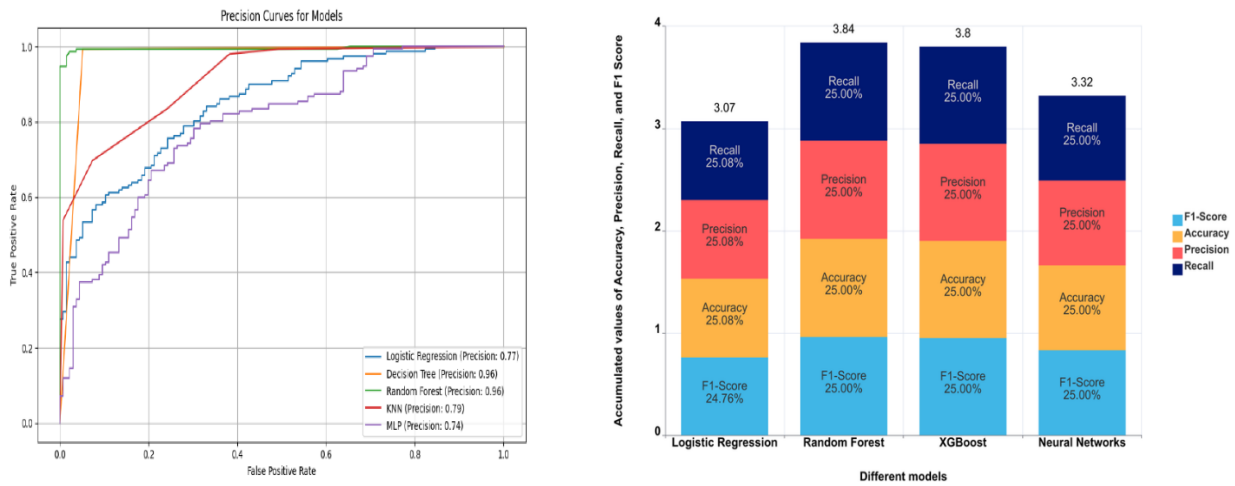 Precision Curves for Models
True Positive Rate
1.0
0.8
0.6
0.4
0.2
0.0
0.0
0.2
0.4
0.6
0.8
1.0
False Positive Rate
Logistic Regression (Precision: 0.77)
Decision Tree (Precision: 0.96)
Random Forest (Precision: 0.96)
KNN (Precision: 0.79)
MLP (Precision: 0.74)
Accumulated values of Accuracy, Precision, Recall, and F1 Score
4
3
2
1
0
3.07
Recall
25.08%
Precision
25.08%
Accuracy
25.08%
F1-Score
24.76%
Logistic Regression
3.84
Recall
25.00%
Precision
25.00%
Accuracy
25.00%
F1-Score
25.00%
Random Forest
3.8
Recall
25.00%
Precision
25.00%
Accuracy
25.00%
F1-Score
25.00%
XGBoost
3.32
Recall
25.00%
Precision
25.00%
Accuracy
25.00%
F1-Score
25.00%
Neural Networks
Different models
F1-Score
Accuracy
Precision
Recall